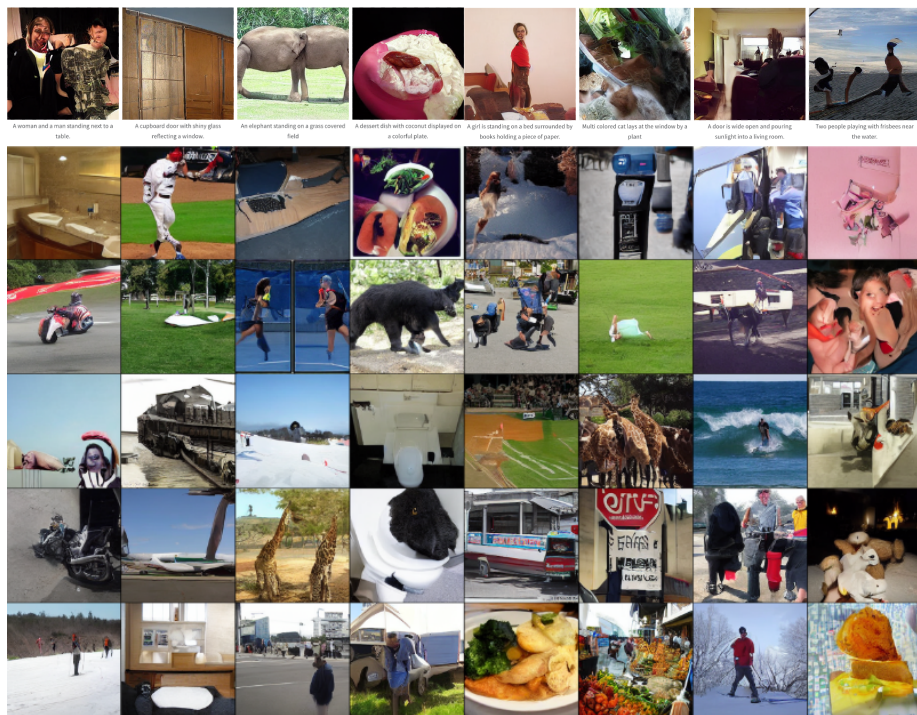 A woman and a man standing next to a
table.
A cupboard door with shiny glass
reflecting a window.
An elephant standing on a grass covered
field
A dessert dish with coconut displayed on
a colorful plate.
A girl is standing on a bed surrounded by
books holding a piece of paper.
Multi colored cat lays at the window by a
plant
A door is wide open and pouring
sunlight into a living room.
Two people playing with frisbees near
the water.